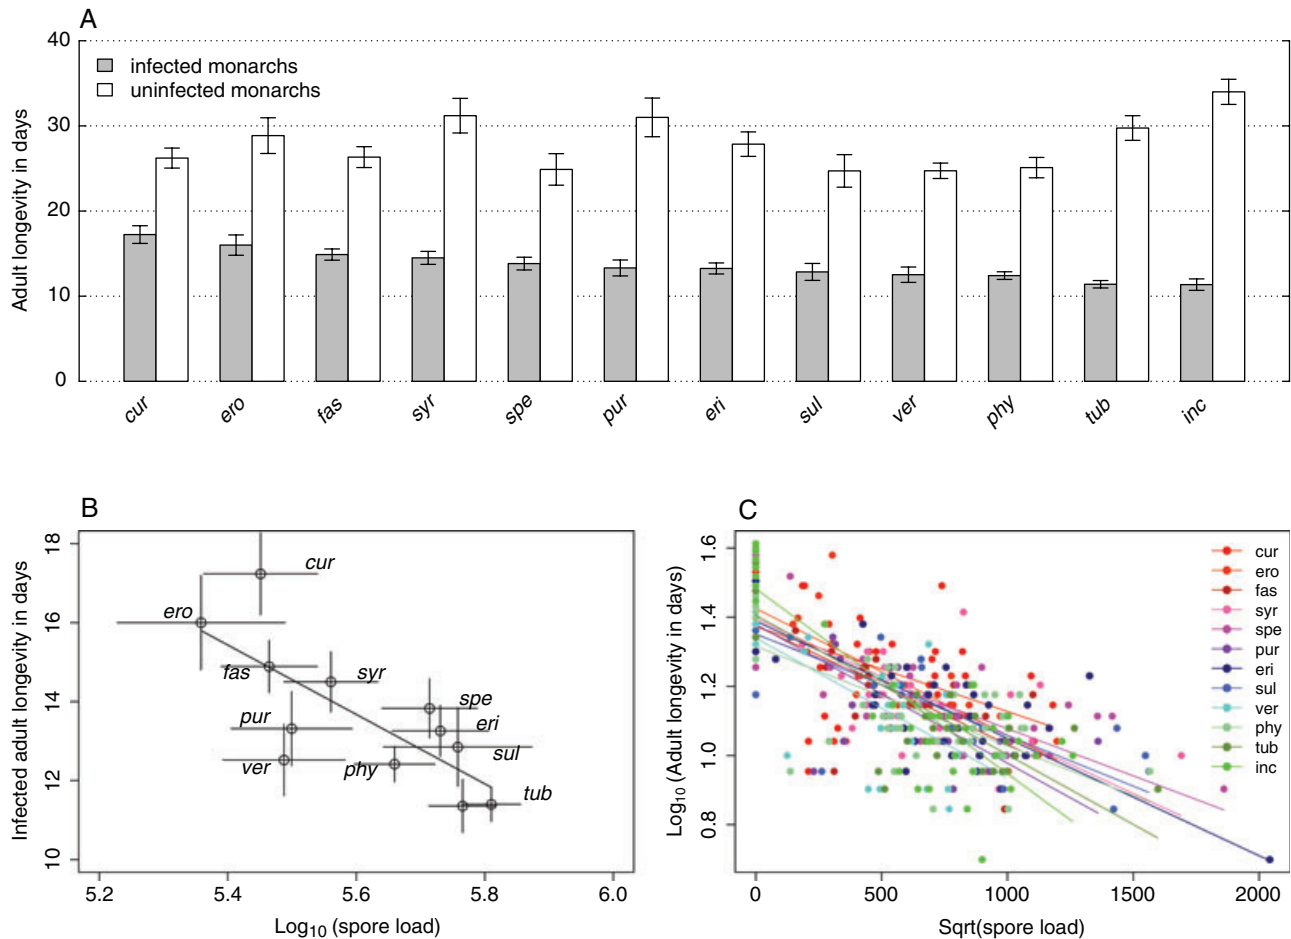 A
Adult longevity in days
40
30
20
10
0
infected monarchs
uninfected monarchs
cur
ero
fas
syr
spe
pur
eri
sul
ver
phy
tub
inc
B
Infected adult longevity in days
18
16
14
12
10
cur
ero
fas
syr
spe
pur
eri
sul
ver
phy
tub
5.2
5.4
5.6
5.8
6.0
Log₁₀ (spore load)
C
Log₁₀ (Adult longevity in days)
1.6
1.4
1.2
1.0
0.8
cur
ero
fas
syr
spe
pur
eri
sul
ver
phy
tub
inc
0
500
1000
1500
2000
Sqrt(spore load)